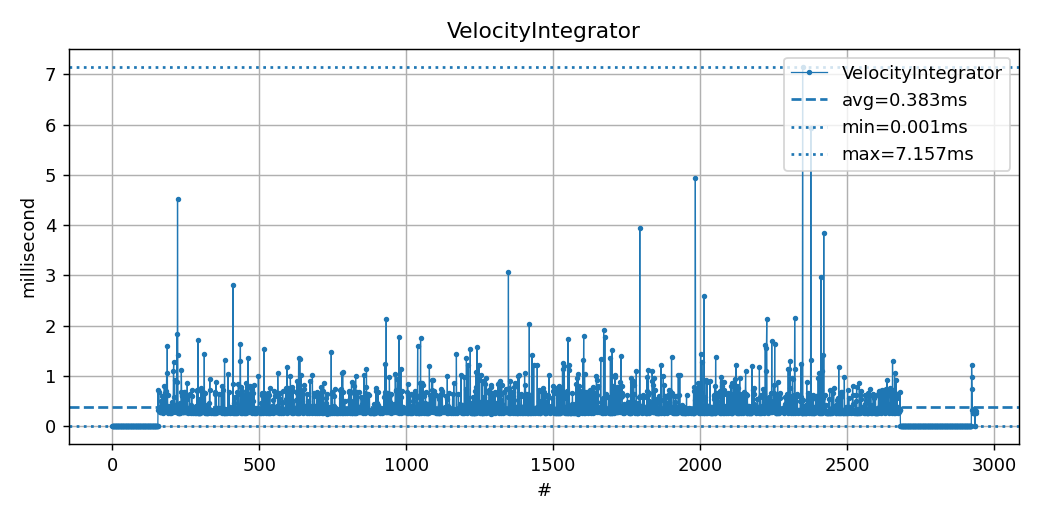 VelocityIntegrator
7
6
5
4
3
2
1
0
millisecond
VelocityIntegrator
avg=0.383ms
min=0.001ms
max=7.157ms
0 500 1000 1500 2000 2500 3000
#